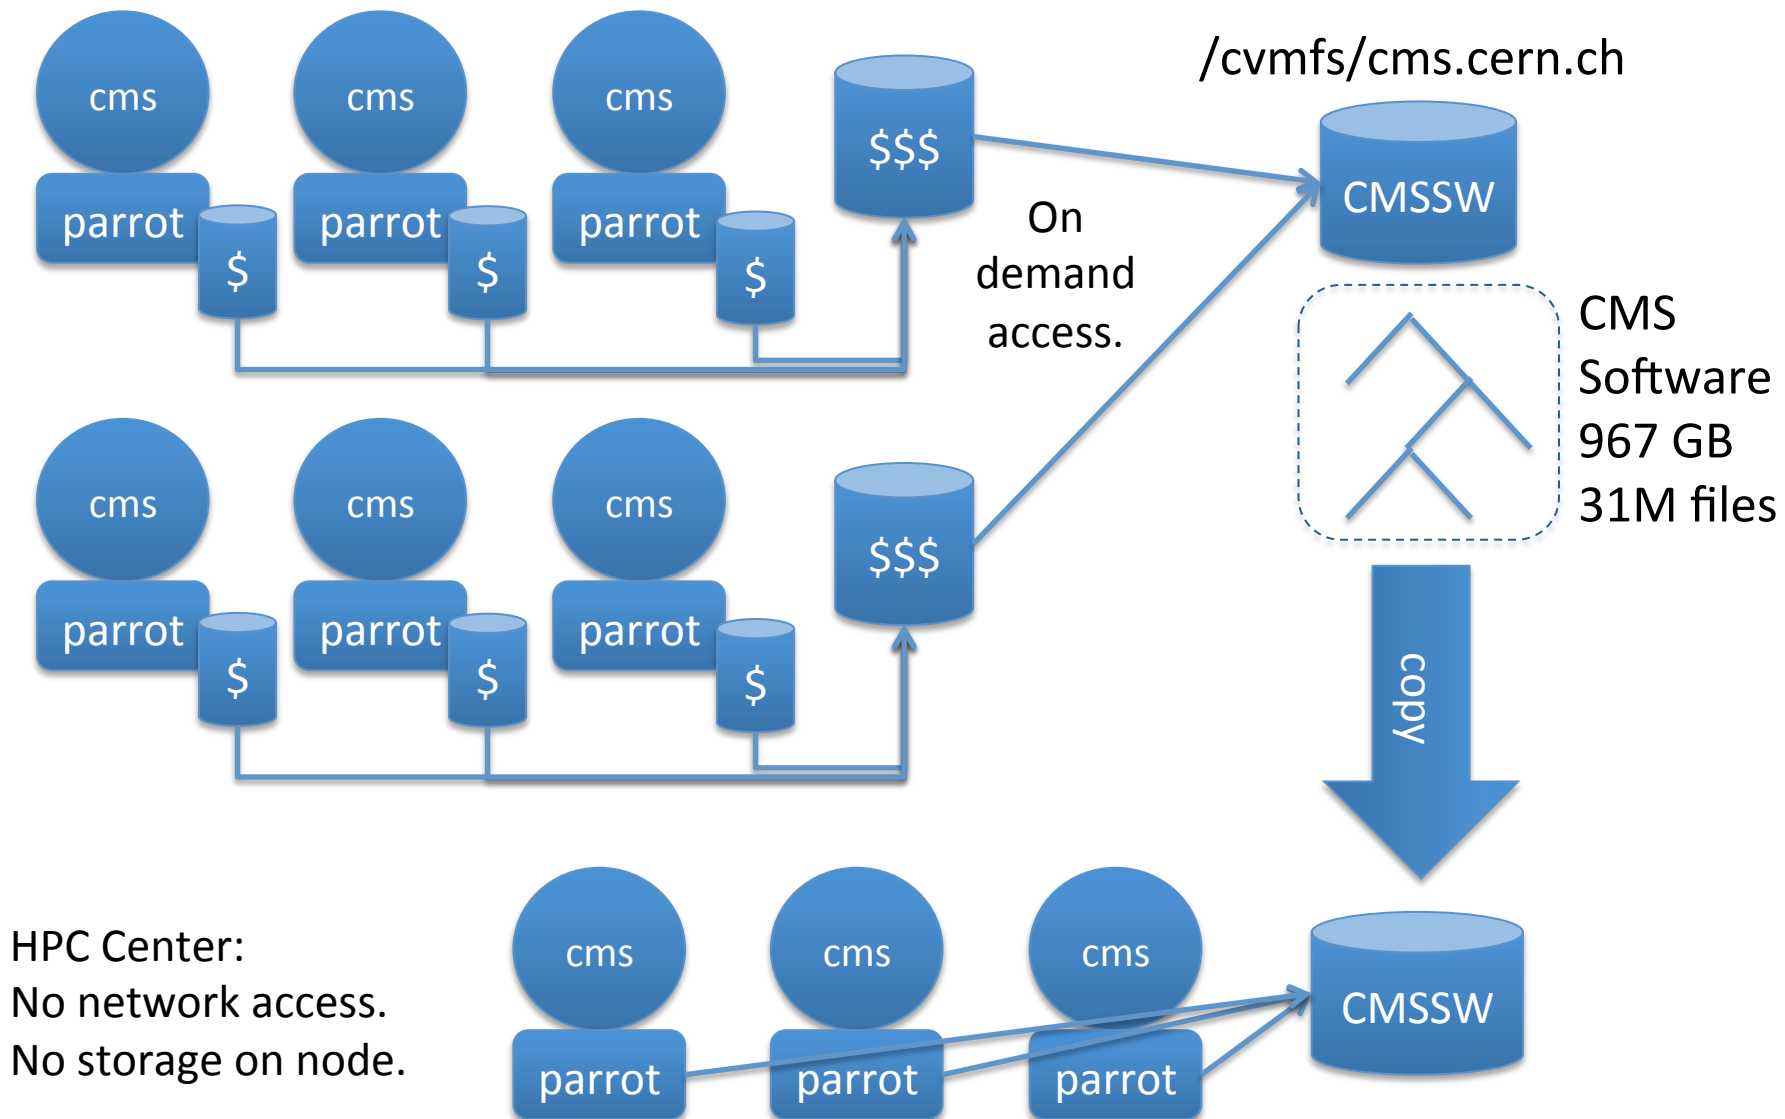 cms
cms
cms
$$$
/cvmfs/cms.cern.ch
CMSSW
parrot
parrot
parrot
$
$
$
On
demand
access.
CMS
Software
967 GB
31M files
cms
cms
cms
$$$
parrot
parrot
parrot
$
$
$
copy
HPC Center:
No network access.
No storage on node.
cms
cms
cms
CMSSW
parrot
parrot
parrot